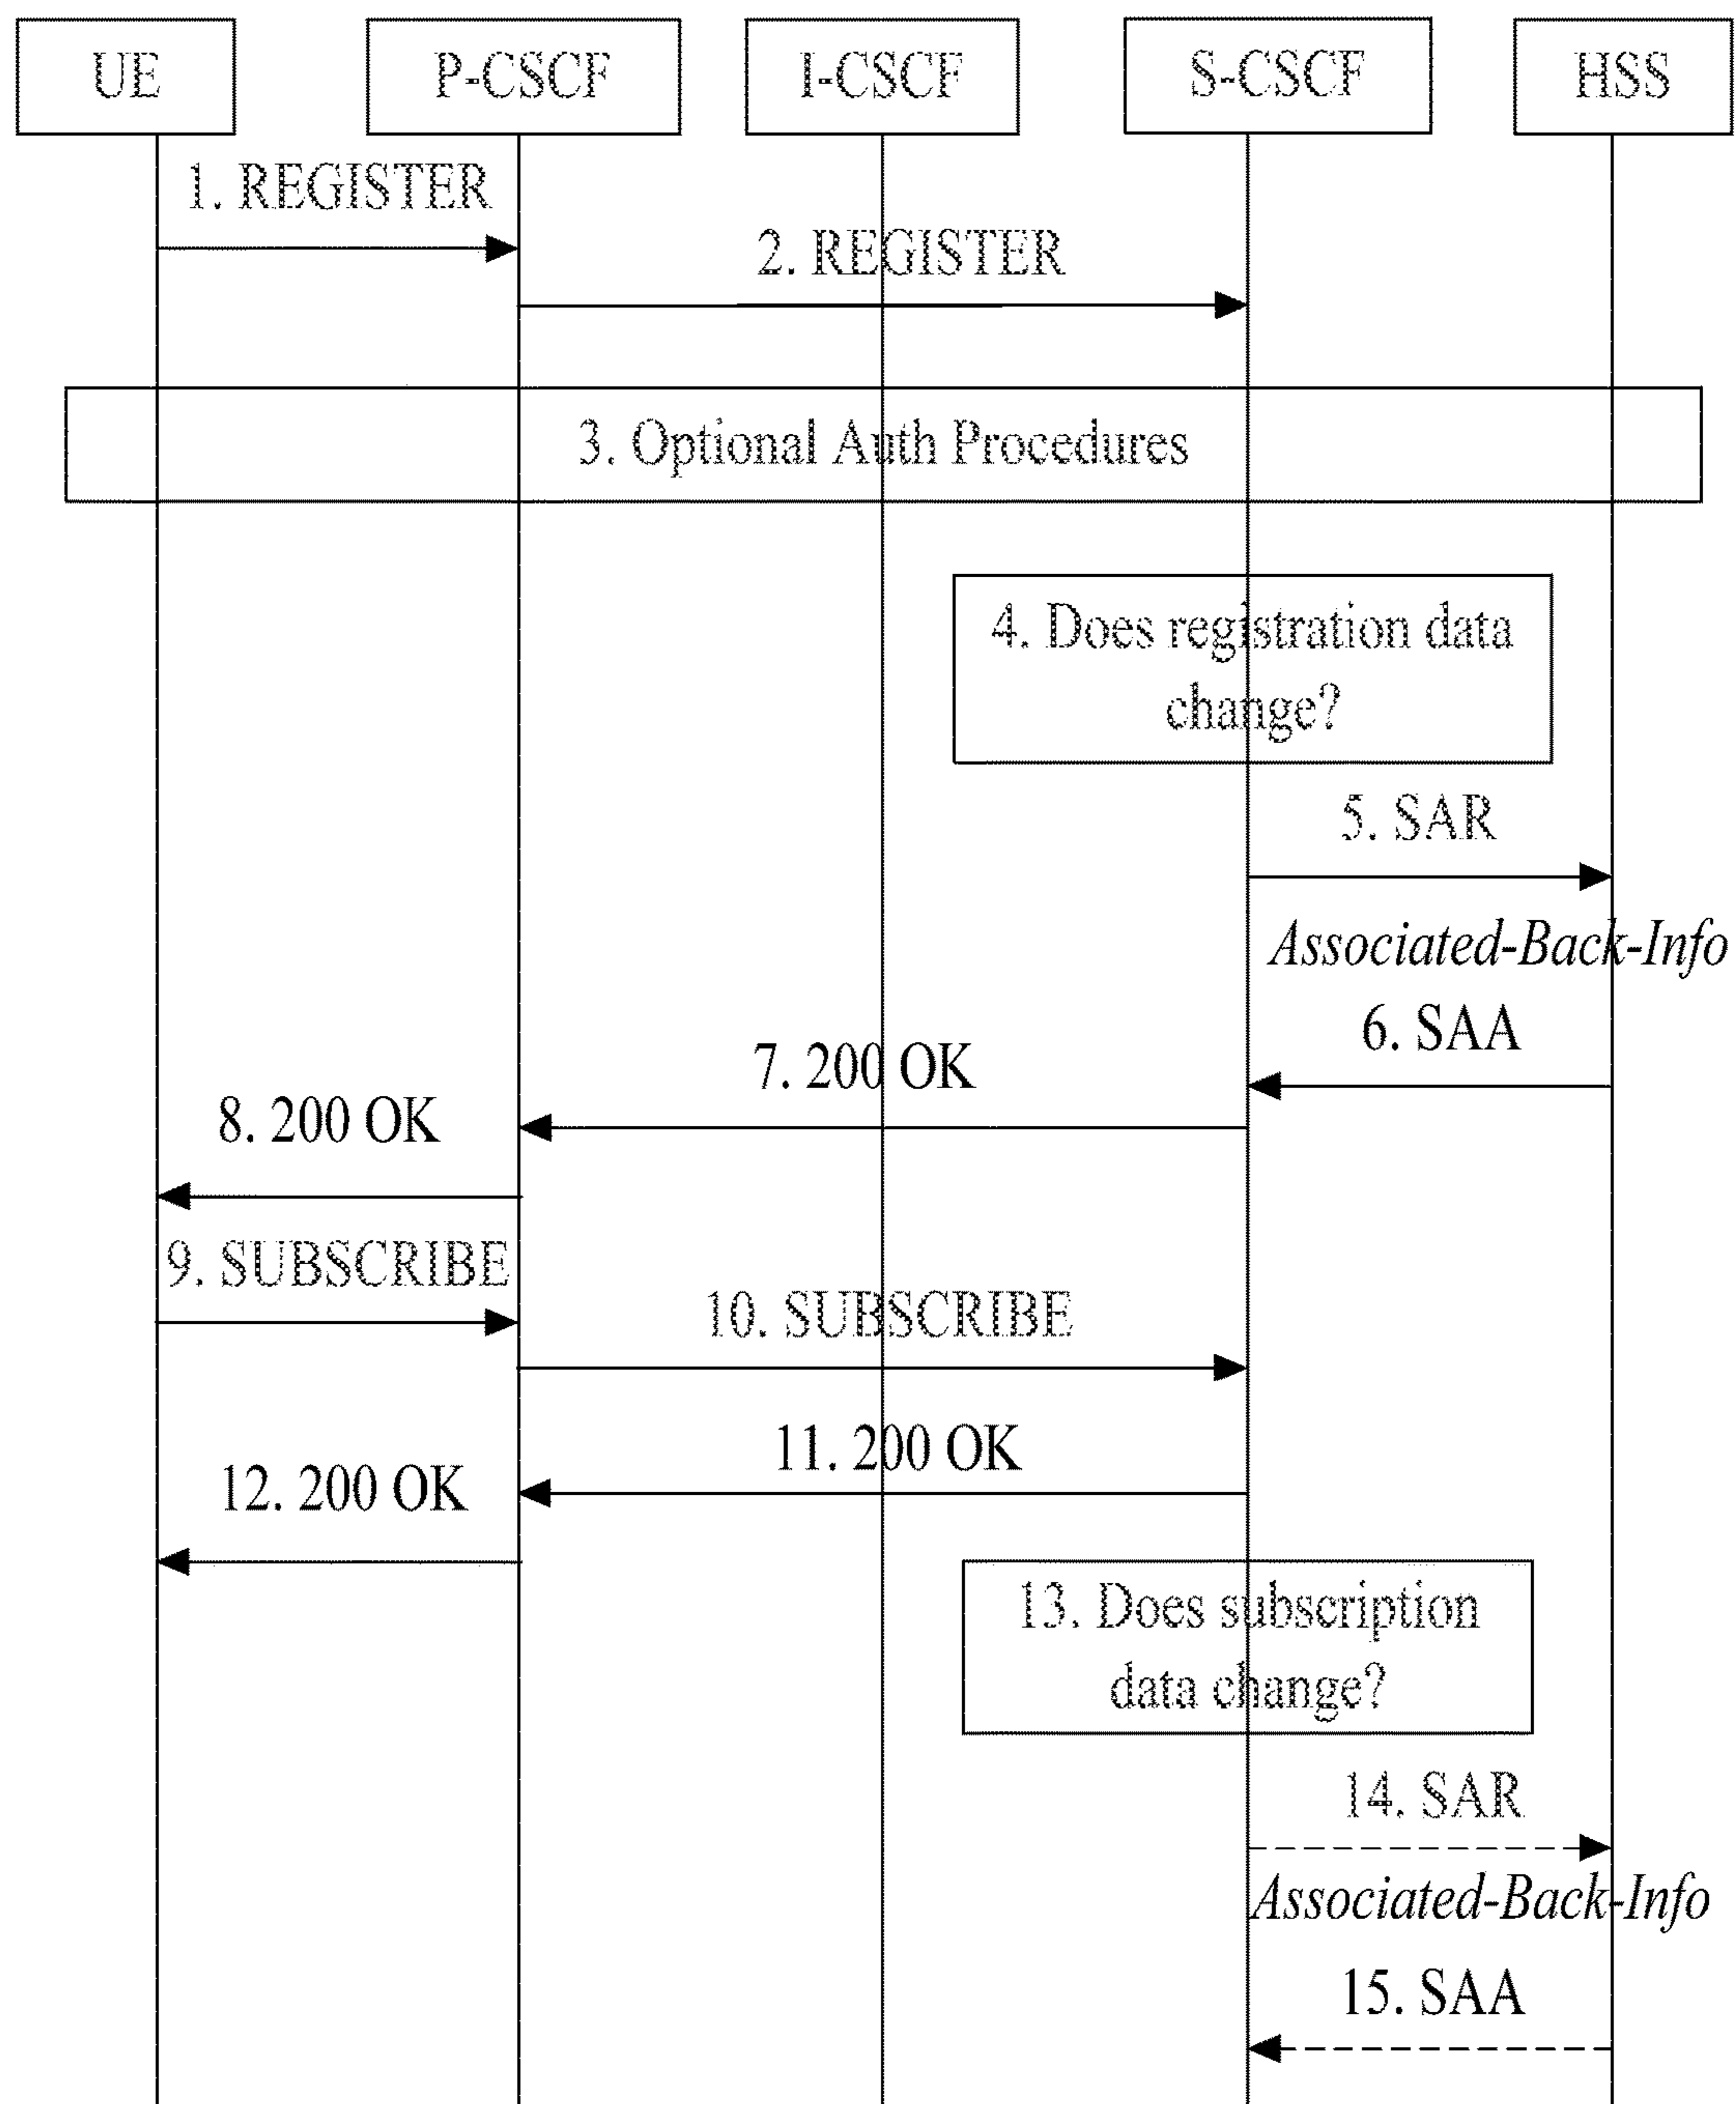 UE
P-CSCF
I-CSCF
S-CSCF
HSS
1. REGISTER
2. REGISTER
3. Optional Auth Procedures
4. Does registration data
change?
5. SAR
Associated-Back-Info
6. SAA
7. 200 OK
8. 200 OK
9. SUBSCRIBE
10. SUBSCRIBE
11. 200 OK
12. 200 OK
13. Does subscription
data change?
14. SAR
Associated-Back-Info
15. SAA